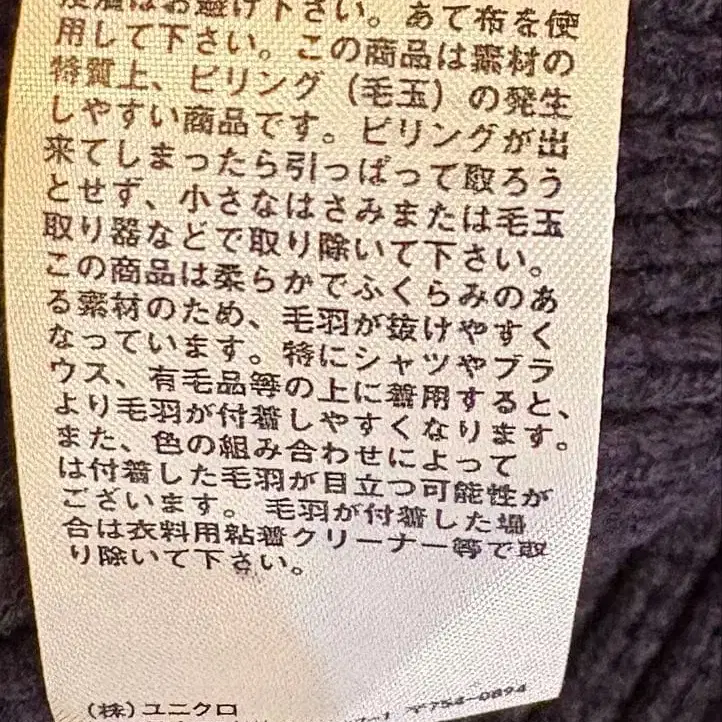 はお避け下さい。あて布を使
用して下さい。この商品は素材の
特質上、ピリング（毛玉）の発生
しやすい商品です。ピリングが出
来てしまったら引っぱって取ろう
とせず、小さなはさみまたは毛玉
取り器などで取り除いて下さい。
この商品は柔らかでふくらみのあ
る素材のため、毛羽が抜けやすく
なっています。特にシャツやブラ
ウス、有毛品等の上に着用すると、
より毛羽が付着しやすくなります。
また、色の組み合わせによって
は付着した毛羽が目立つ可能性が
ございます。毛羽が付着した場
合は衣料用粘着クリーナー等で取
り除いて下さい。
(株)ユニクロ
〒754-0894